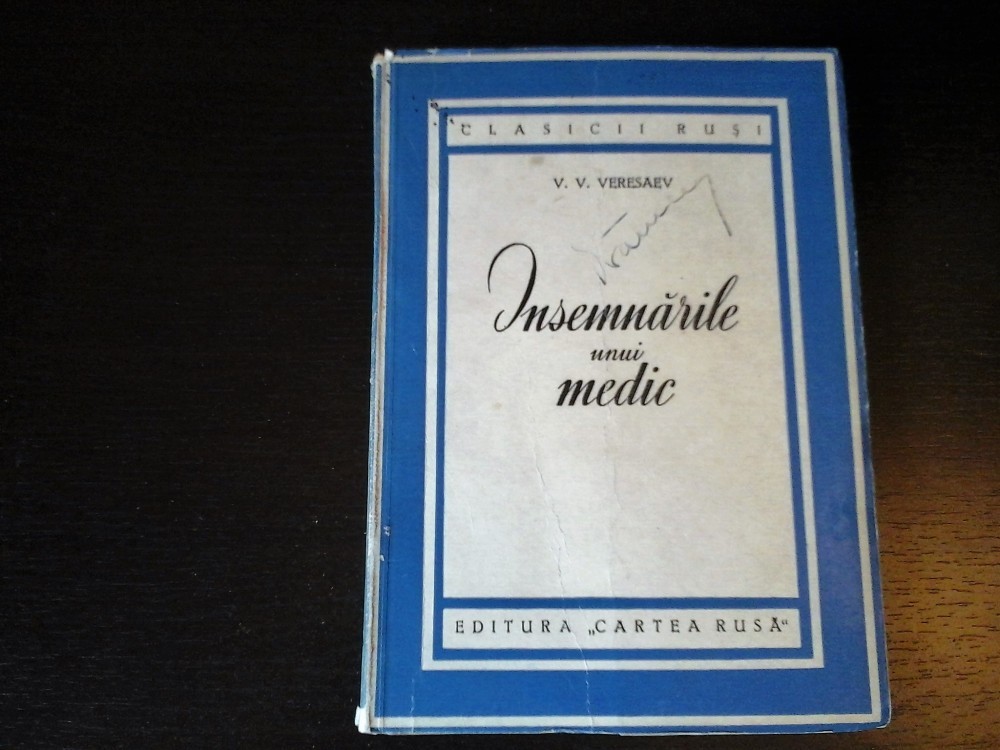 CLASICII RUȘI
V. V. VERESAEV
Însemnările
unui
medic
EDITURA „CARTEA RUSĂ“